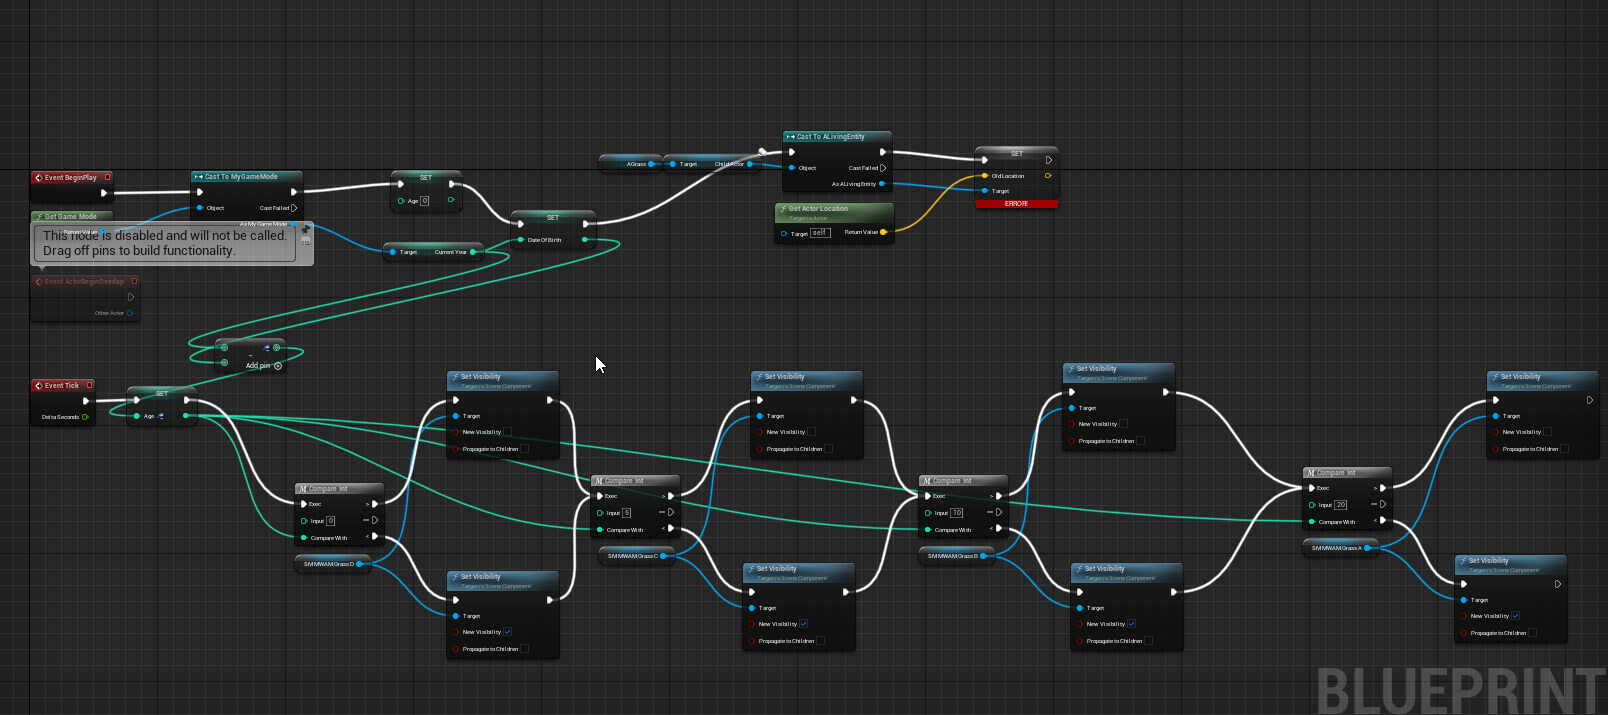 Cast To ALivingEntity
AGrass
Target
Child Actor
Object
Cast Failed
As ALiving Entity
SET
Old Location
Target
ERROR!
Get Actor Location
Target is Actor
Target
self
Return Value
Event BeginPlay
Cast To MyGameMode
Object
Cast Failed
As My Game Mode
SET
Age
0
Get Game Mode
Return Value
This node is disabled and will not be called.
Drag off pins to build functionality.
SET
Date Of Birth
Target
Current Year
Event ActorBeginOverlap
Other Actor
-
Add pin
Event Tick
Delta Seconds
SET
Age
Set Visibility
Target is Scene Component
Target
New Visibility
Propagate to Children
Set Visibility
Target is Scene Component
Target
New Visibility
Propagate to Children
Set Visibility
Target is Scene Component
Target
New Visibility
Propagate to Children
Set Visibility
Target is Scene Component
Target
New Visibility
Propagate to Children
Compare Int
Exec
>
Input
0
==
Compare With
<
SMMWAMGrassD
Compare Int
Exec
>
Input
5
==
Compare With
<
SMMWAMGrassC
Compare Int
Exec
>
Input
10
==
Compare With
<
SMMWAMGrassB
Compare Int
Exec
>
Input
20
==
Compare With
<
SMMWAMGrassA
Set Visibility
Target is Scene Component
Target
New Visibility
Propagate to Children
Set Visibility
Target is Scene Component
Target
New Visibility
Propagate to Children
Set Visibility
Target is Scene Component
Target
New Visibility
Propagate to Children
Set Visibility
Target is Scene Component
Target
New Visibility
Propagate to Children
BLUEPRINT